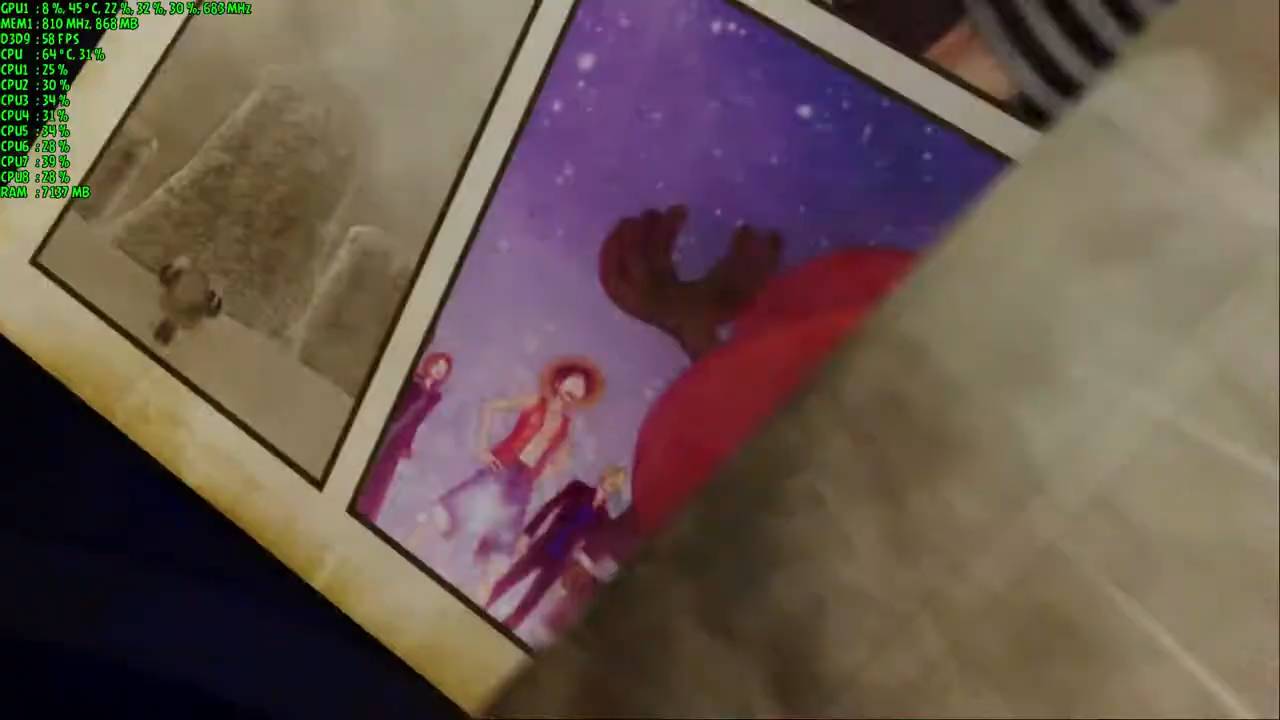 GPU1 : 8 %, 45 °C, 22 %, 32 %, 30 %, 683 MHz
MEM1 : 810 MHz, 868 MB
D3D9 : 58 FPS
CPU : 64 °C, 31 %
CPU1 : 25 %
CPU2 : 30 %
CPU3 : 34 %
CPU4 : 31 %
CPU5 : 34 %
CPU6 : 28 %
CPU7 : 39 %
CPU8 : 28 %
RAM : 7137 MB